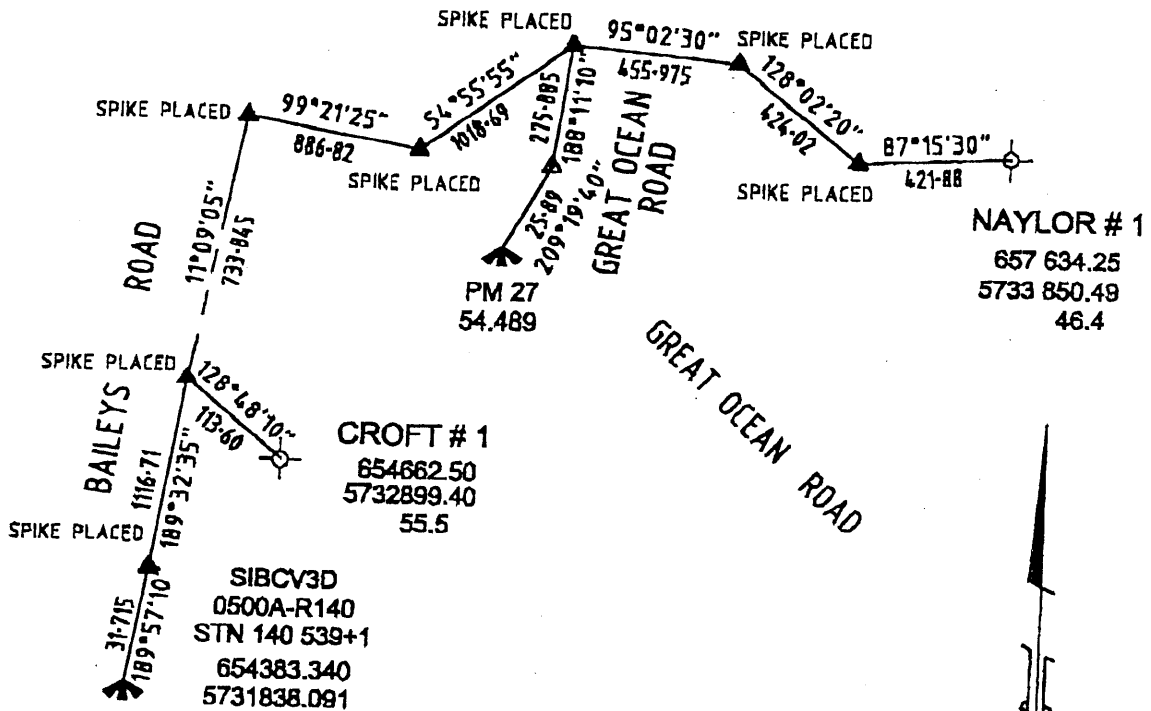 SPIKE PLACED
95°02'30"
455·975
SPIKE PLACED
128°02'20"
424·02
SPIKE PLACED
99°21'25"
886·82
SPIKE PLACED
54°55'55"
1018·69
275·885
188°11'10"
25·89
209°19'40"
GREAT OCEAN
ROAD
87°15'30"
421·88
SPIKE PLACED
NAYLOR # 1
657 634.25
5733 850.49
46.4
PM 27
54.489
ROAD
11°09'05"
733·845
GREAT OCEAN ROAD
SPIKE PLACED
128°48'10"
113·60
CROFT # 1
654662.50
5732899.40
55.5
BAILEYS
1116·71
189°32'35"
SPIKE PLACED
31·715
189°57'10"
SIBCV3D
0500A-R140
STN 140 539+1
654383.340
5731838.091